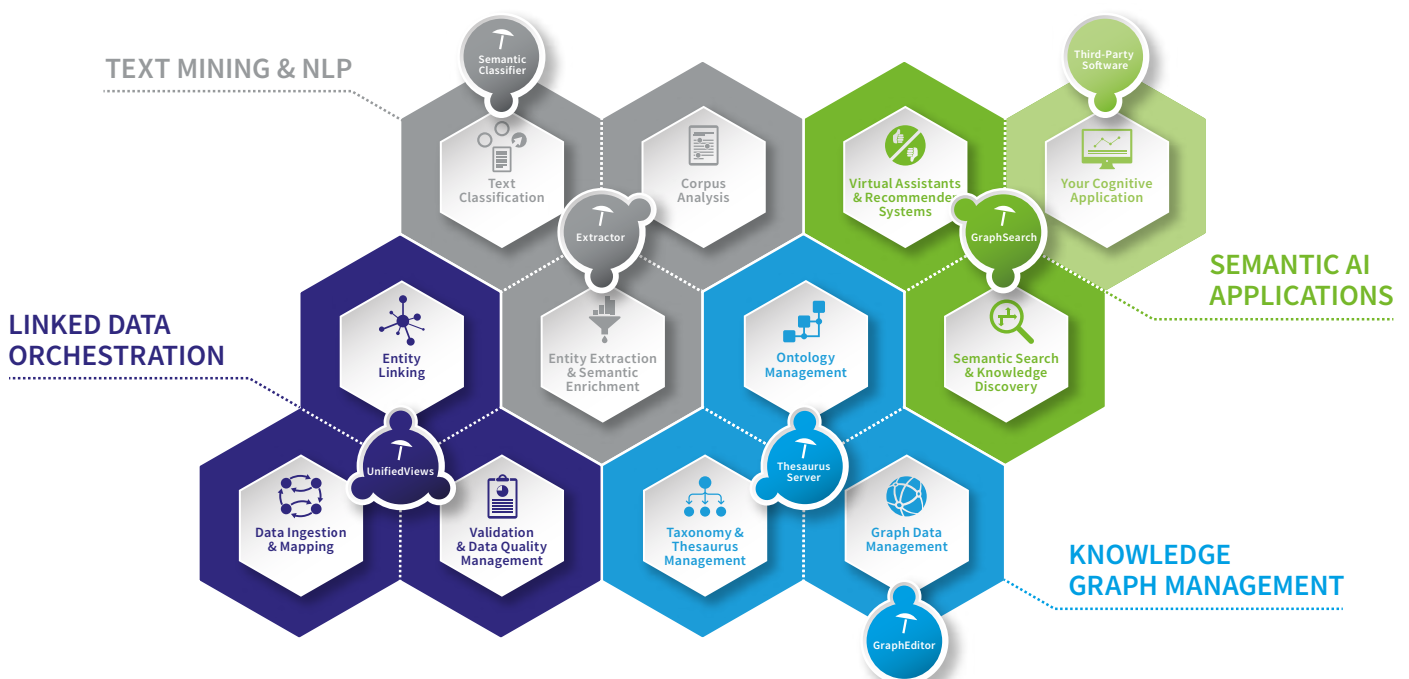 Semantic
Classifier
Third-Party
Software
TEXT MINING & NLP
Text
Classification
Corpus
Analysis
Virtual Assistants
& Recommender
Systems
Your Cognitive
Application
Extractor
GraphSearch
SEMANTIC AI
APPLICATIONS
LINKED DATA
ORCHESTRATION
Entity
Linking
Entity Extraction
& Semantic
Enrichment
Ontology
Management
Semantic Search
& Knowledge
Discovery
UnifiedViews
Thesaurus
Server
Data Ingestion
& Mapping
Validation
& Data Quality
Management
Taxonomy &
Thesaurus
Management
Graph Data
Management
KNOWLEDGE
GRAPH MANAGEMENT
GraphEditor